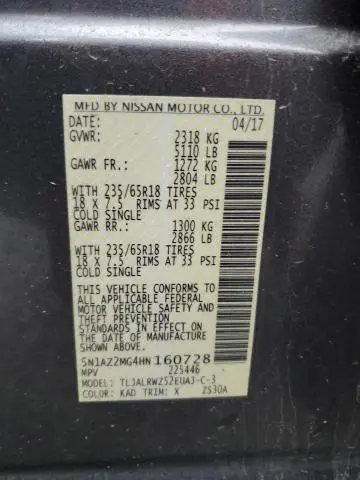 MFD BY NISSAN MOTOR CO., LTD.
DATE: 04/17
GVWR: 2318 KG
5110 LB
GAWR FR.: 1272 KG
2804 LB
WITH 235/65R18 TIRES
18 X 7.5 RIMS AT 33 PSI
COLD SINGLE
GAWR RR.: 1300 KG
2866 LB
WITH 235/65R18 TIRES
18 X 7.5 RIMS AT 33 PSI
COLD SINGLE
THIS VEHICLE CONFORMS TO
ALL APPLICABLE FEDERAL
MOTOR VEHICLE SAFETY AND
THEFT PREVENTION
STANDARDS IN EFFECT ON
THE DATE OF MANUFACTURE
SHOWN ABOVE.
5N1AZ2MG4HN160728
MPV 225446
MODEL: TLJALRWZ52EUAJ-C-3
COLOR: KAD TRIM: X ZS30A